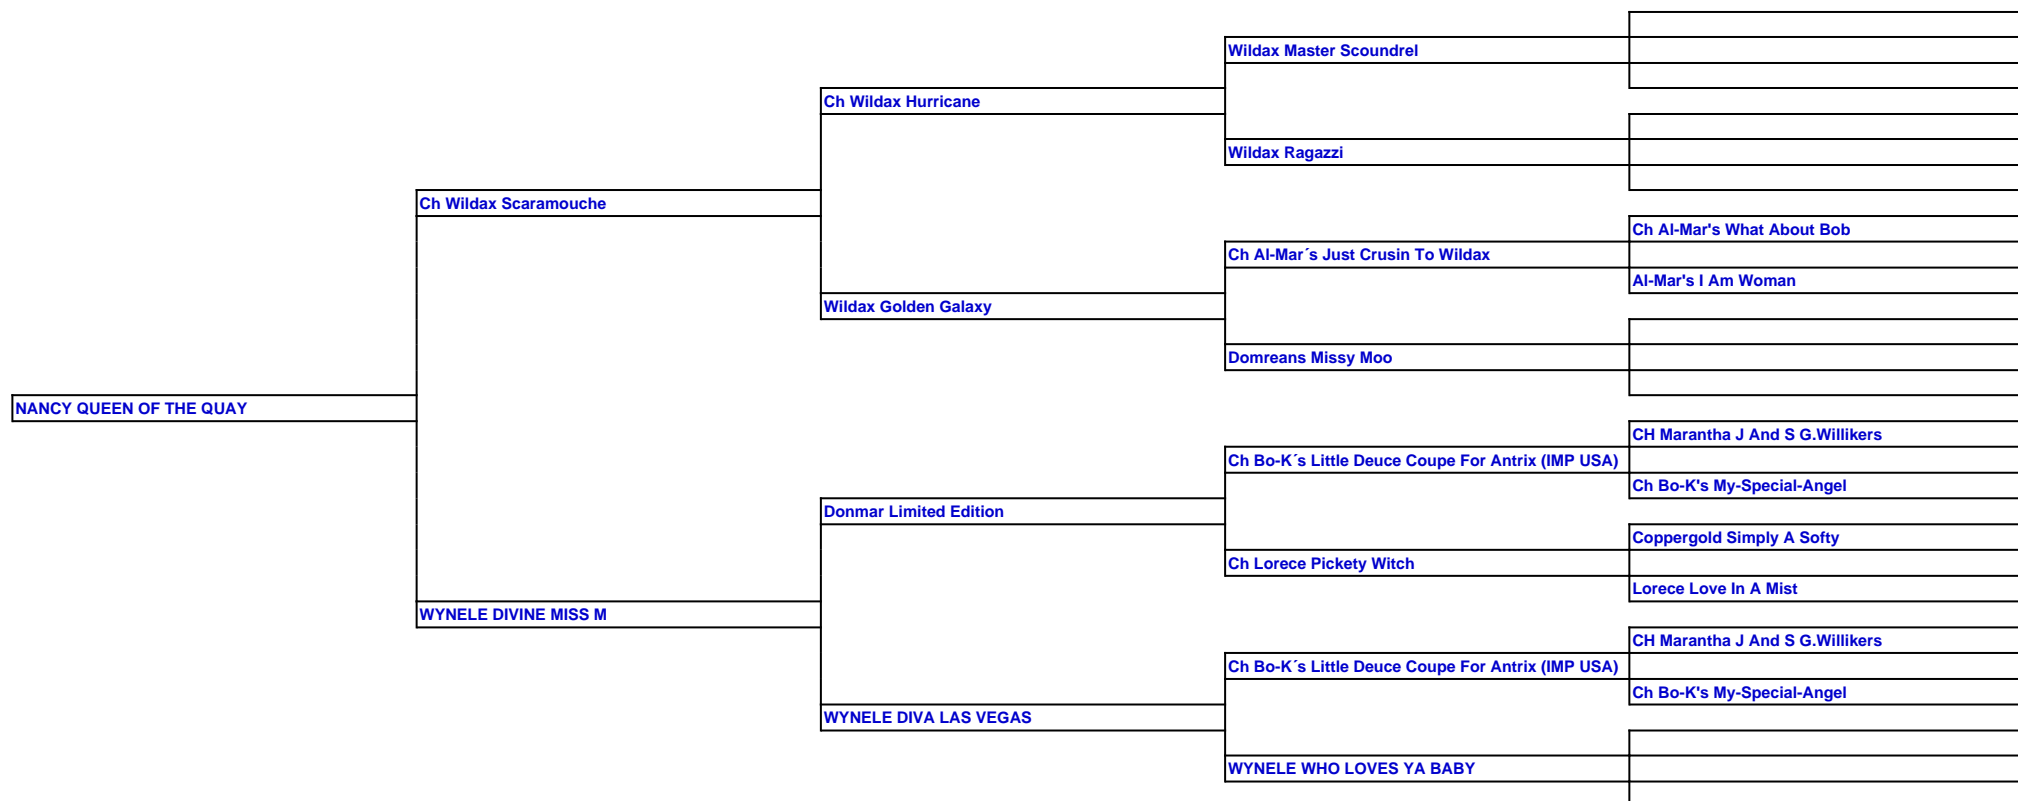 Wildax Master Scoundrel
Ch Wildax Hurricane
Wildax Ragazzi
Ch Wildax Scaramouche
Ch Al-Mar's What About Bob
Ch Al-Mar´s Just Crusin To Wildax
Al-Mar's I Am Woman
Wildax Golden Galaxy
Domreans Missy Moo
NANCY QUEEN OF THE QUAY
CH Marantha J And S G.Willikers
Ch Bo-K´s Little Deuce Coupe For Antrix (IMP USA)
Ch Bo-K's My-Special-Angel
Donmar Limited Edition
Coppergold Simply A Softy
Ch Lorece Pickety Witch
Lorece Love In A Mist
WYNELE DIVINE MISS M
CH Marantha J And S G.Willikers
Ch Bo-K´s Little Deuce Coupe For Antrix (IMP USA)
Ch Bo-K's My-Special-Angel
WYNELE DIVA LAS VEGAS
WYNELE WHO LOVES YA BABY